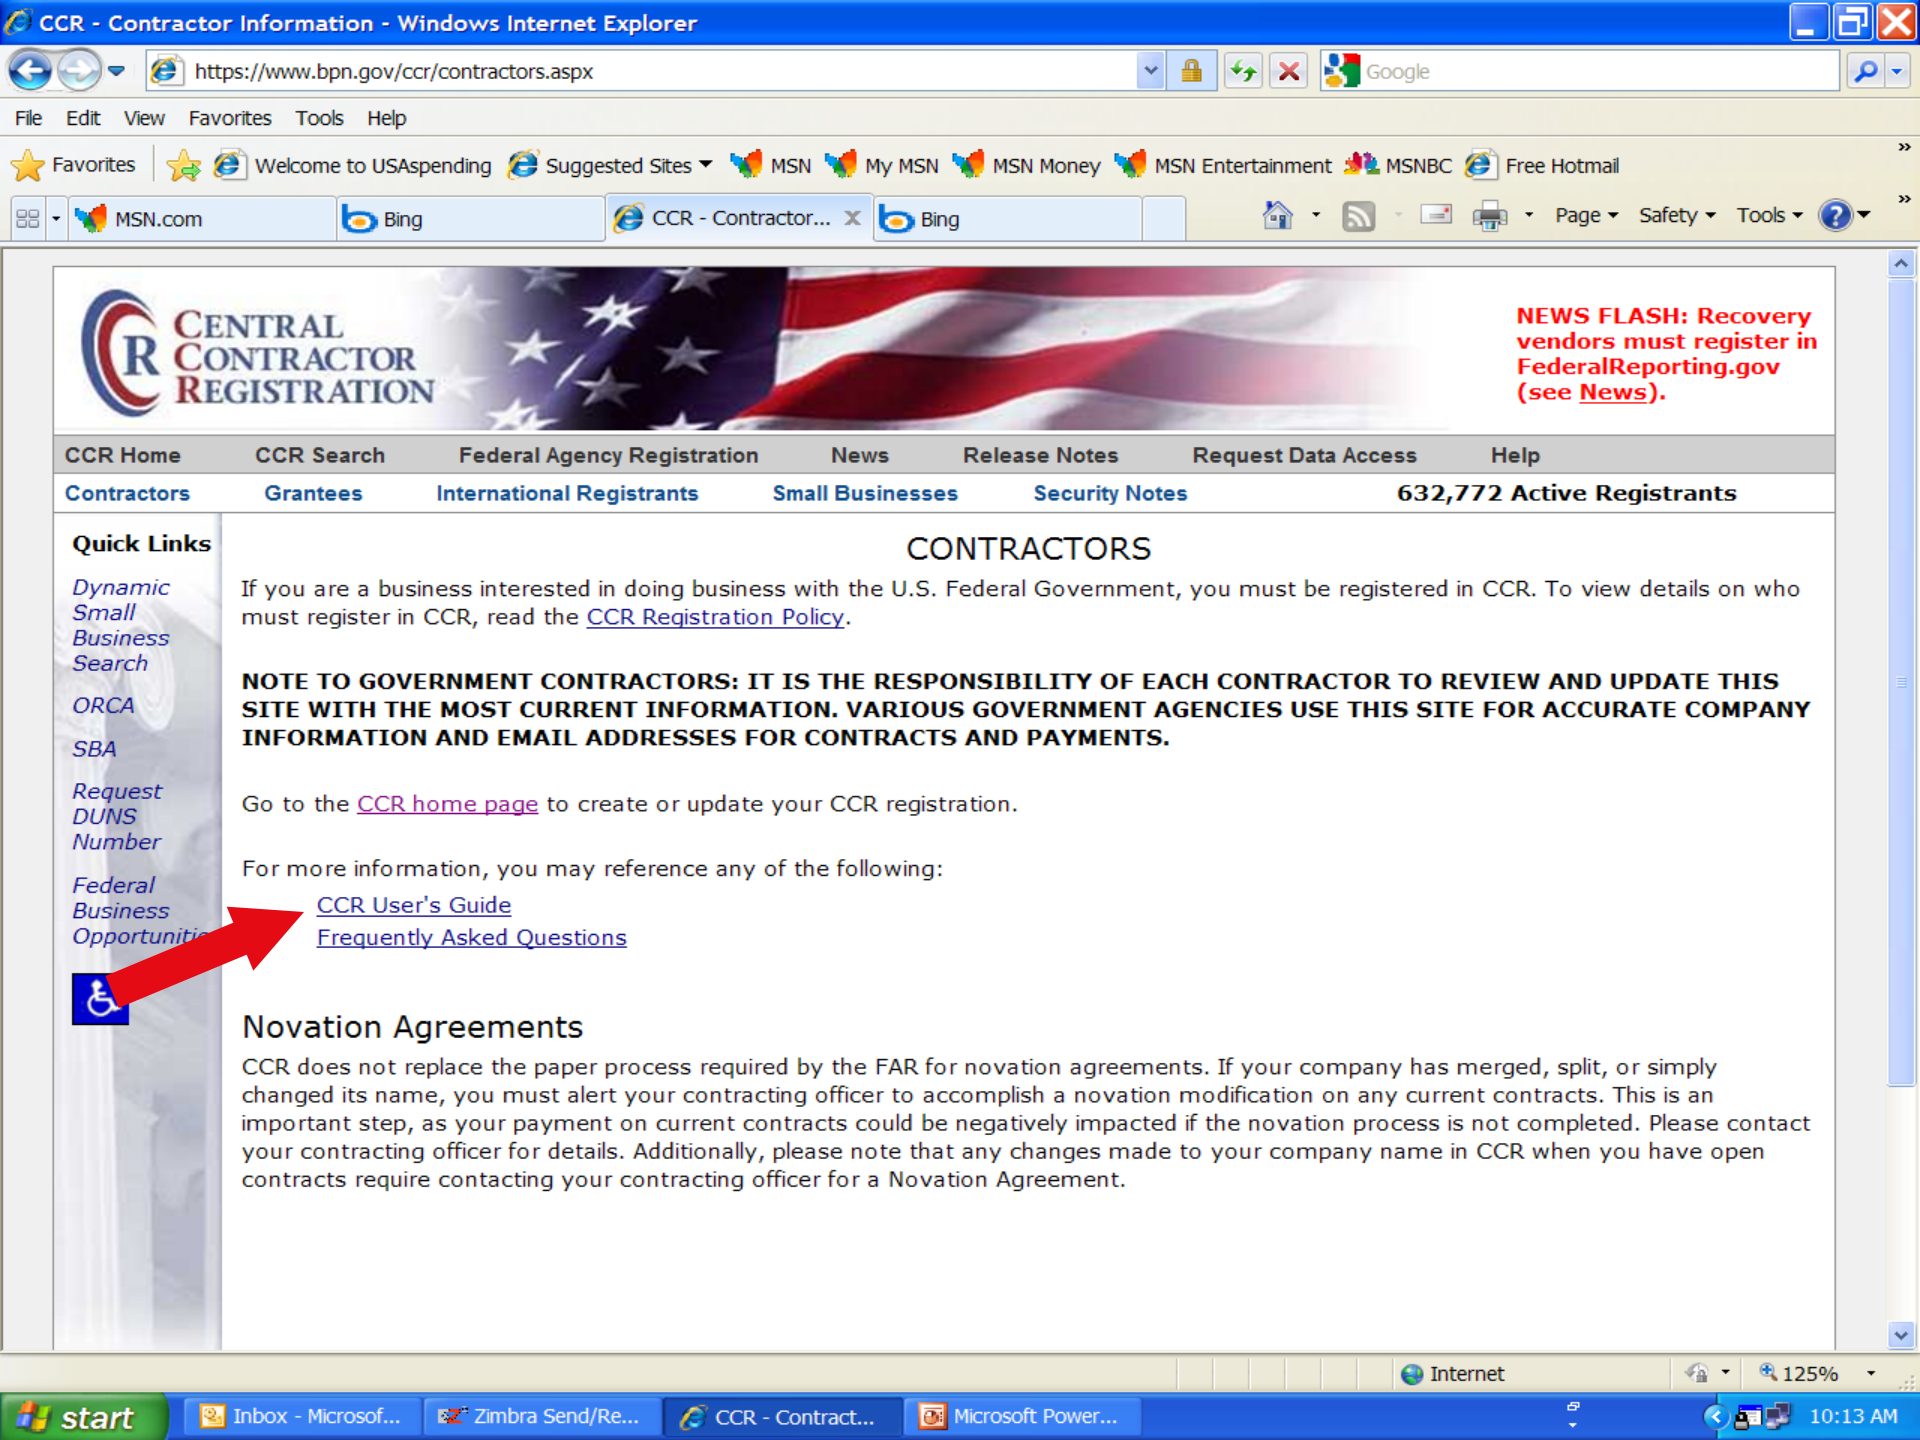 CCR - Contractor Information - Windows Internet Explorer
https://www.bpn.gov/ccr/contractors.aspx
Google
File Edit View Favorites Tools Help
Favorites Welcome to USAspending Suggested Sites MSN My MSN MSN Money MSN Entertainment MSNBC Free Hotmail »
MSN.com Bing CCR - Contractor... X Bing Page Safety Tools »
CENTRAL
CONTRACTOR
REGISTRATION
NEWS FLASH: Recovery
vendors must register in
FederalReporting.gov
(see News).
CCR Home CCR Search Federal Agency Registration News Release Notes Request Data Access Help
Contractors Grantees International Registrants Small Businesses Security Notes 632,772 Active Registrants
Quick Links
Dynamic
Small
Business
Search
ORCA
SBA
Request
DUNS
Number
Federal
Business
CONTRACTORS
If you are a business interested in doing business with the U.S. Federal Government, you must be registered in CCR. To view details on who
must register in CCR, read the CCR Registration Policy.
NOTE TO GOVERNMENT CONTRACTORS: IT IS THE RESPONSIBILITY OF EACH CONTRACTOR TO REVIEW AND UPDATE THIS
SITE WITH THE MOST CURRENT INFORMATION. VARIOUS GOVERNMENT AGENCIES USE THIS SITE FOR ACCURATE COMPANY
INFORMATION AND EMAIL ADDRESSES FOR CONTRACTS AND PAYMENTS.
Go to the CCR home page to create or update your CCR registration.
For more information, you may reference any of the following:
CCR User's Guide
Frequently Asked Questions
Novation Agreements
CCR does not replace the paper process required by the FAR for novation agreements. If your company has merged, split, or simply
changed its name, you must alert your contracting officer to accomplish a novation modification on any current contracts. This is an
important step, as your payment on current contracts could be negatively impacted if the novation process is not completed. Please contact
your contracting officer for details. Additionally, please note that any changes made to your company name in CCR when you have open
contracts require contacting your contracting officer for a Novation Agreement.
Internet 125%
start Inbox - Microsof... Zimbra Send/Re... CCR - Contract... Microsoft Power... 10:13 AM